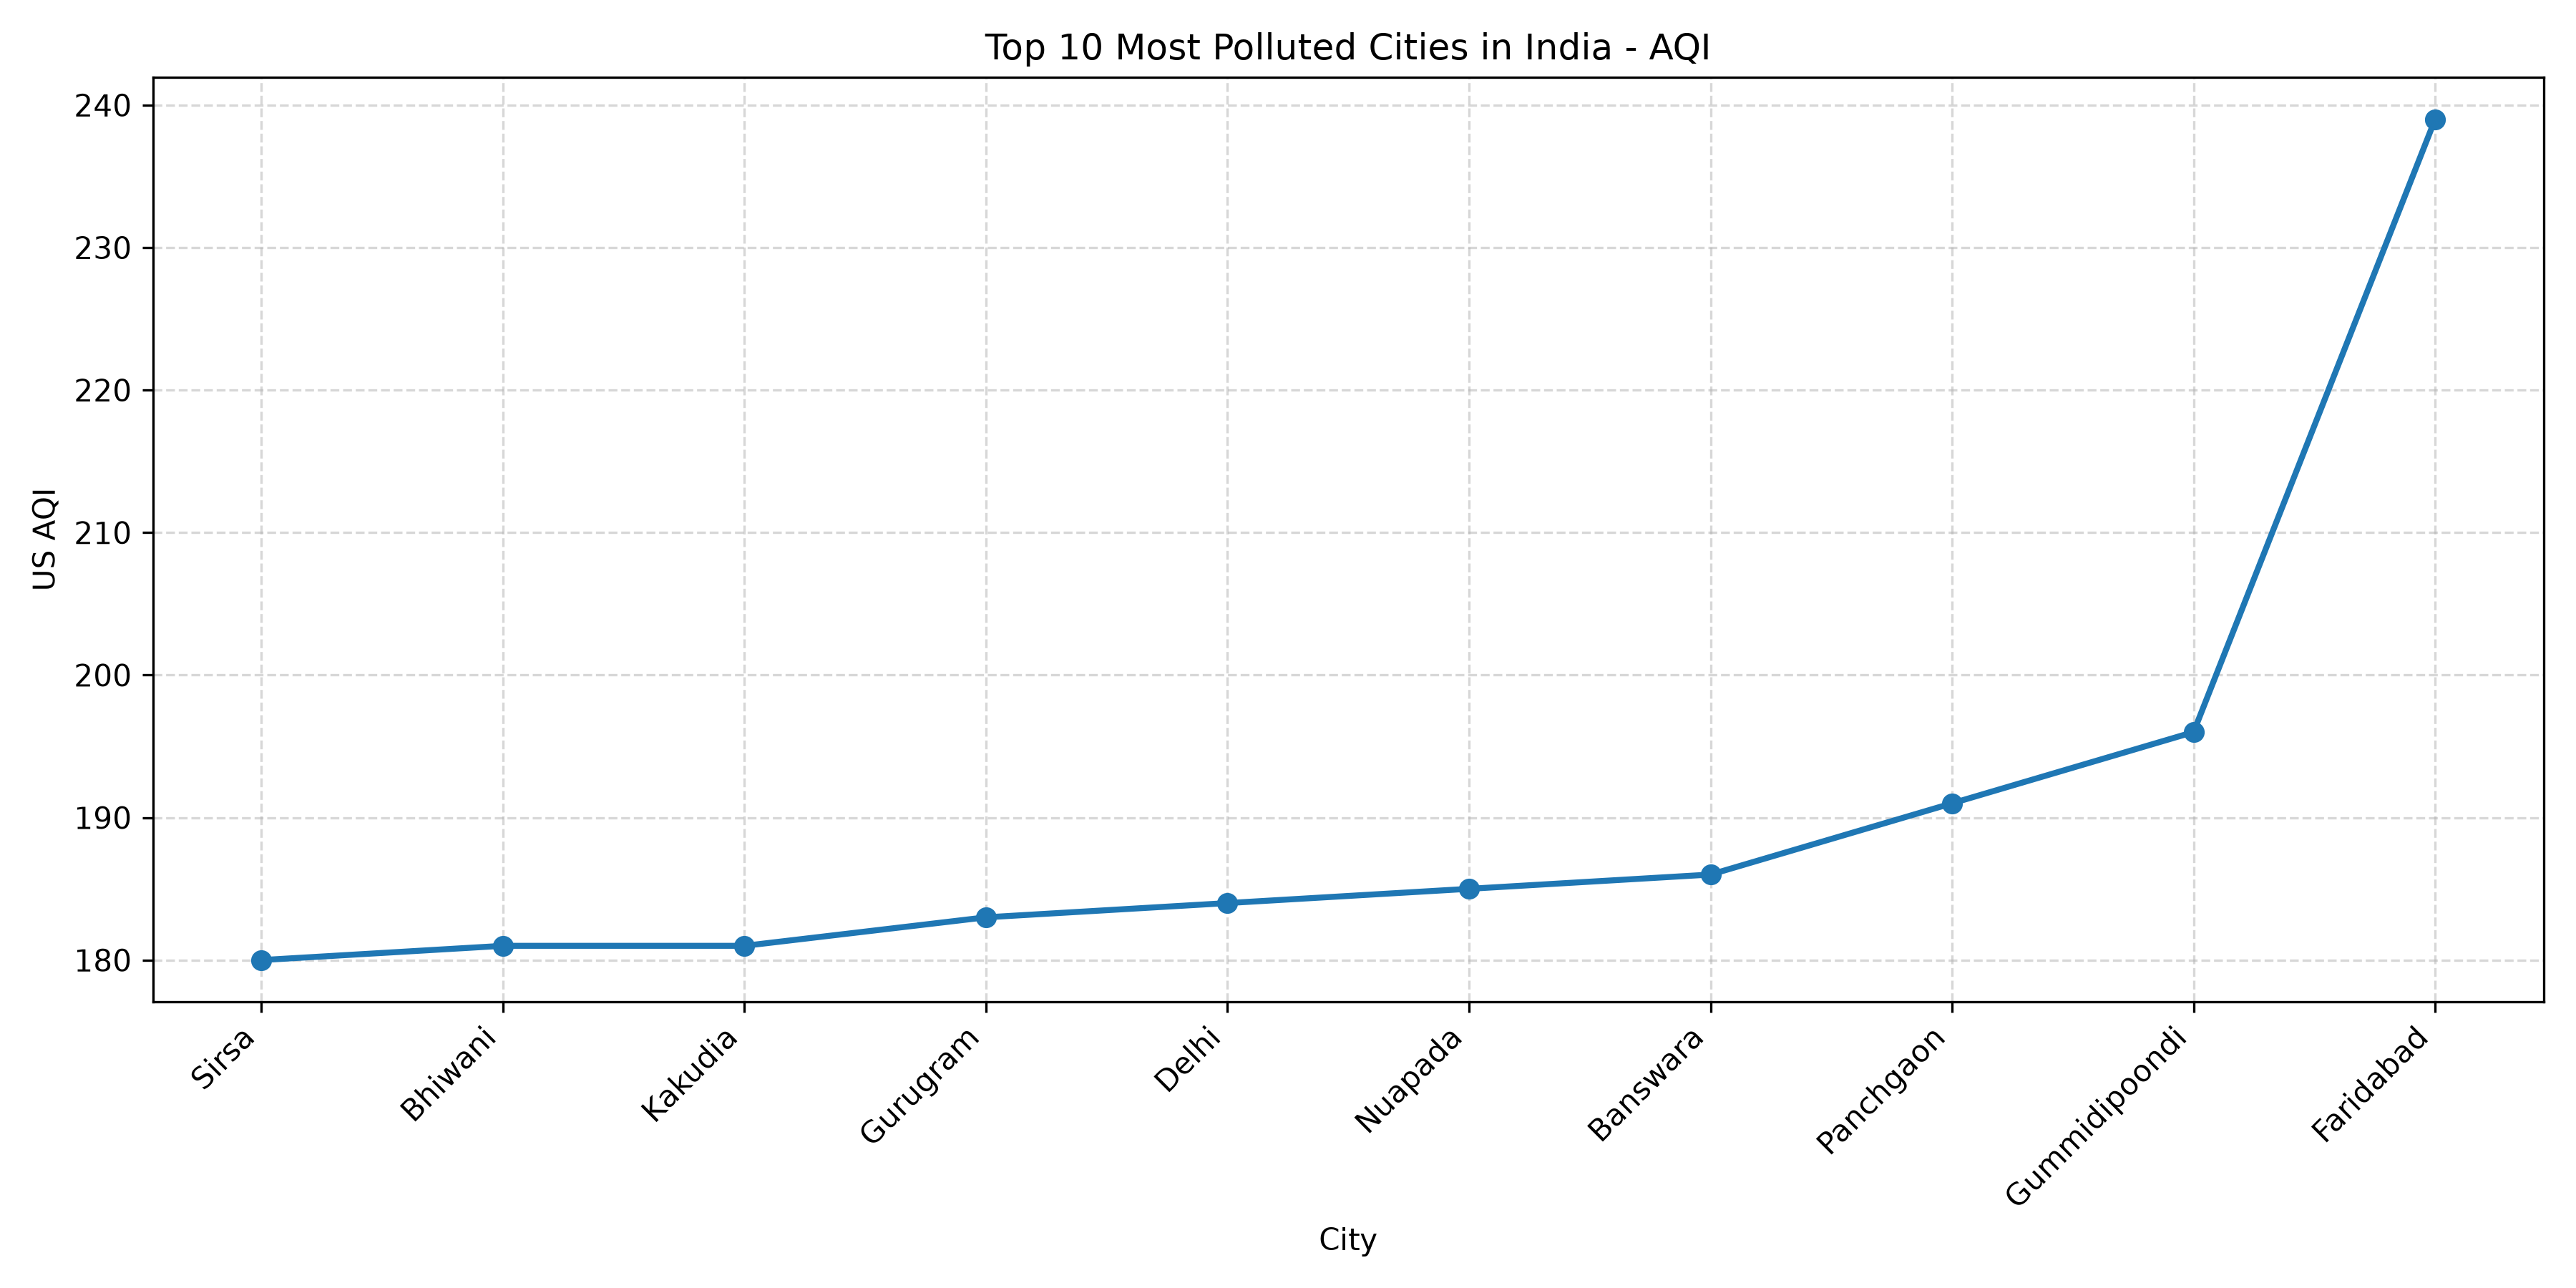 Top 10 Most Polluted Cities in India - AQI
US AQI
240
230
220
210
200
190
180
Sirsa
Bhiwani
Kakudia
Gurugram
Delhi
Nuapada
Banswara
Panchgaon
Gummidipoondi
Faridabad
City